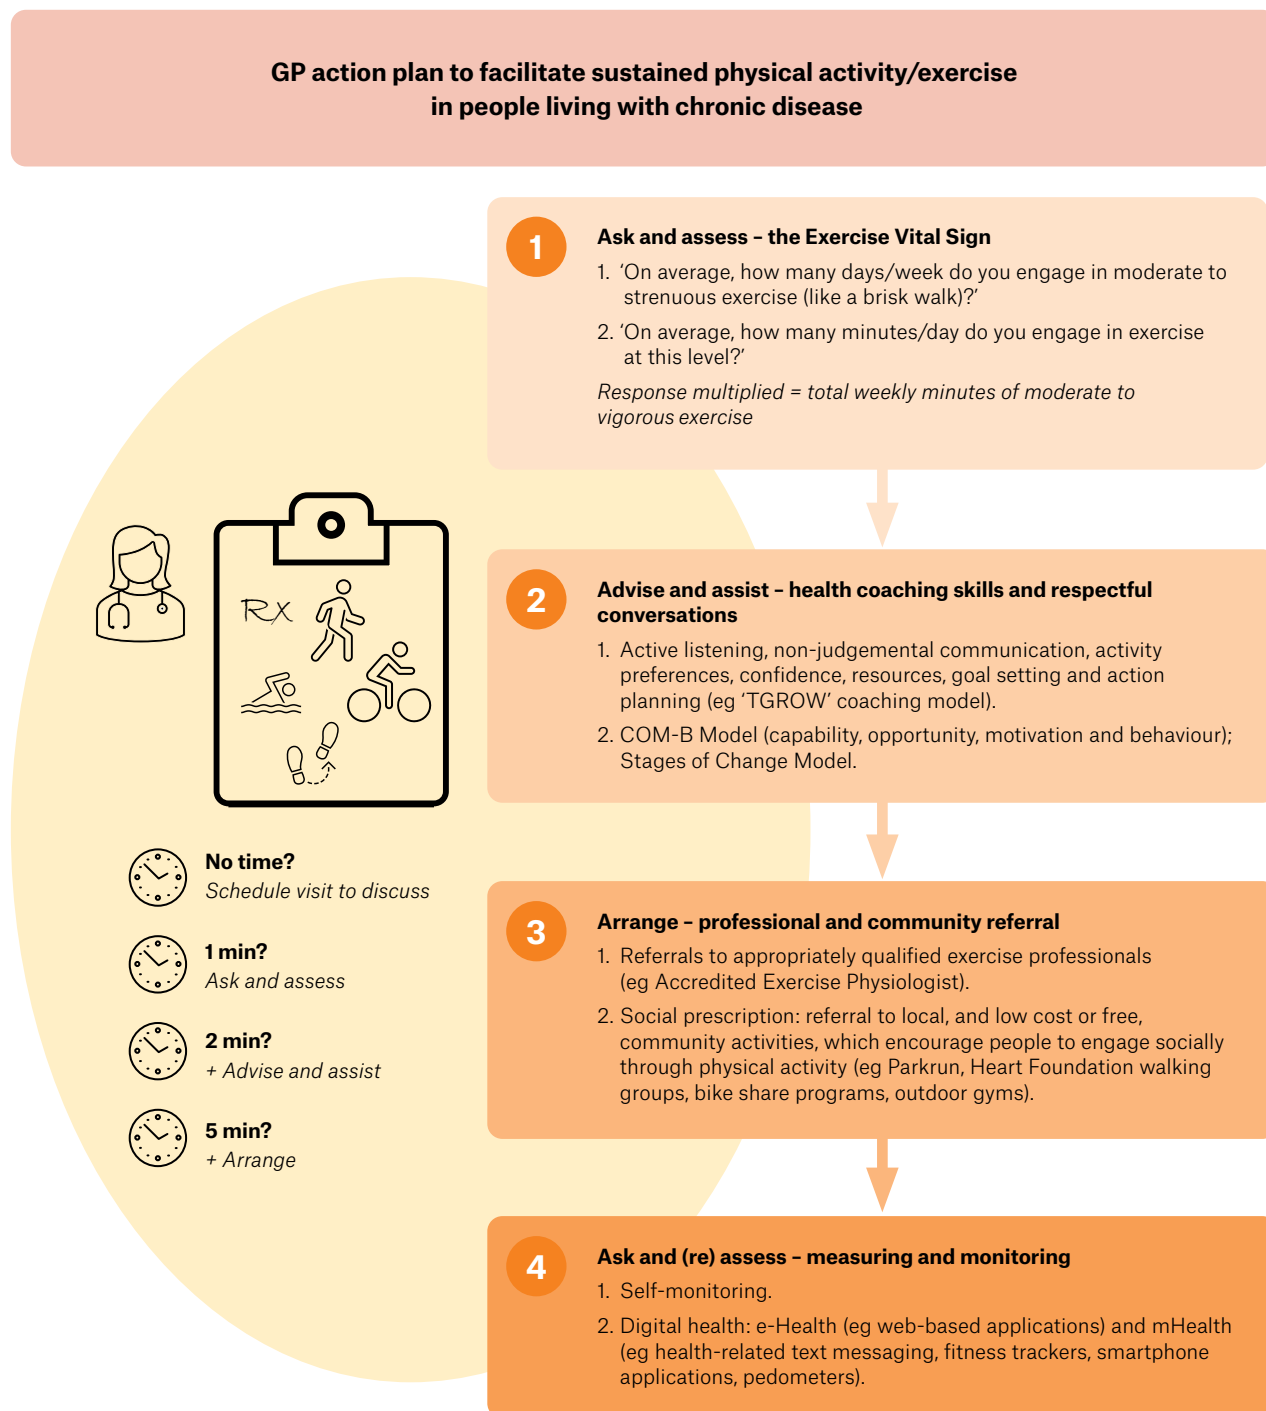 GP action plan to facilitate sustained physical activity/exercise
in people living with chronic disease
1
Ask and assess – the Exercise Vital Sign
1. ‘On average, how many days/week do you engage in moderate to
strenuous exercise (like a brisk walk)?’
2. ‘On average, how many minutes/day do you engage in exercise
at this level?’
Response multiplied = total weekly minutes of moderate to
vigorous exercise
2
Advise and assist – health coaching skills and respectful
conversations
1. Active listening, non-judgemental communication, activity
preferences, confidence, resources, goal setting and action
planning (eg ‘TGROW’ coaching model).
2. COM-B Model (capability, opportunity, motivation and behaviour);
Stages of Change Model.
RX
No time?
Schedule visit to discuss
1 min?
Ask and assess
2 min?
+ Advise and assist
5 min?
+ Arrange
3
Arrange – professional and community referral
1. Referrals to appropriately qualified exercise professionals
(eg Accredited Exercise Physiologist).
2. Social prescription: referral to local, and low cost or free,
community activities, which encourage people to engage socially
through physical activity (eg Parkrun, Heart Foundation walking
groups, bike share programs, outdoor gyms).
4
Ask and (re) assess – measuring and monitoring
1. Self-monitoring.
2. Digital health: e-Health (eg web-based applications) and mHealth
(eg health-related text messaging, fitness trackers, smartphone
applications, pedometers).